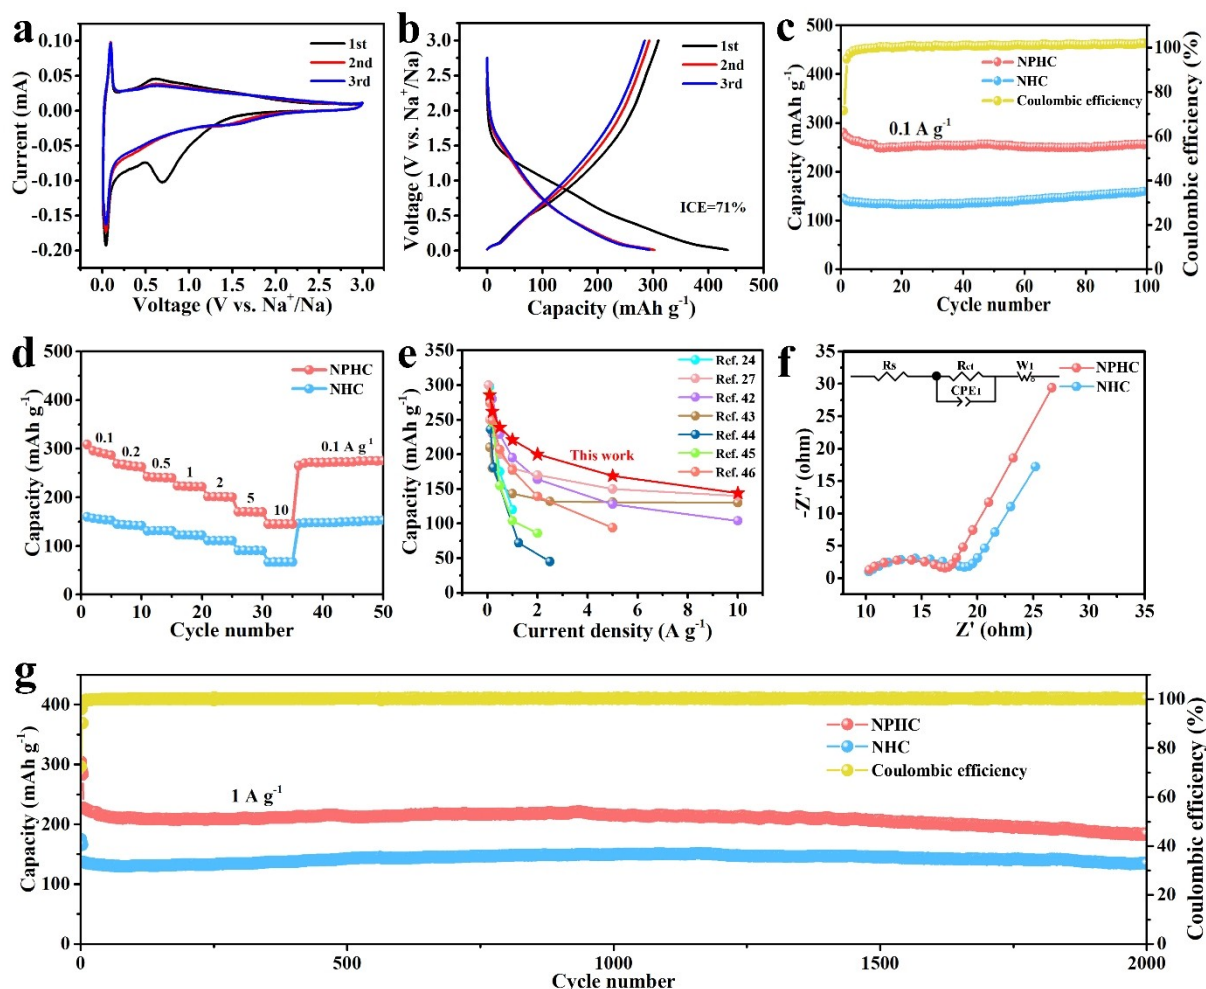 a
0.10
0.05
0.00
-0.05
-0.10
-0.15
-0.20
Current (mA)
1st
2nd
3rd
0.0 0.5 1.0 1.5 2.0 2.5 3.0
Voltage (V vs. Na⁺/Na)
b
3.0
2.5
2.0
1.5
1.0
0.5
0.0
Voltage (V vs. Na⁺/Na)
1st
2nd
3rd
ICE=71%
0 100 200 300 400 500
Capacity (mAh g⁻¹)
c
500
400
300
200
100
0
Capacity (mAh g⁻¹)
NPHC
NHC
Coulombic efficiency
0.1 A g⁻¹
100
80
60
40
20
0
Coulombic efficiency (%)
0 20 40 60 80 100
Cycle number
d
500
400
300
200
100
0
Capacity (mAh g⁻¹)
NPHC
NHC
0.1
0.2
0.5
1
2
5
10
0.1 A g⁻¹
0 10 20 30 40 50
Cycle number
e
350
300
250
200
150
100
50
0
Capacity (mAh g⁻¹)
Ref. 24
Ref. 27
Ref. 42
Ref. 43
Ref. 44
Ref. 45
Ref. 46
This work
0 2 4 6 8 10
Current density (A g⁻¹)
f
35
30
25
20
15
10
5
0
-Z'' (ohm)
Rs
Rct
W1
CPE1
NPHC
NHC
10 15 20 25 30 35
Z' (ohm)
g
400
300
200
100
0
Capacity (mAh g⁻¹)
1 A g⁻¹
NPHC
NHC
Coulombic efficiency
100
80
60
40
20
0
Coulombic efficiency (%)
0 500 1000 1500 2000
Cycle number